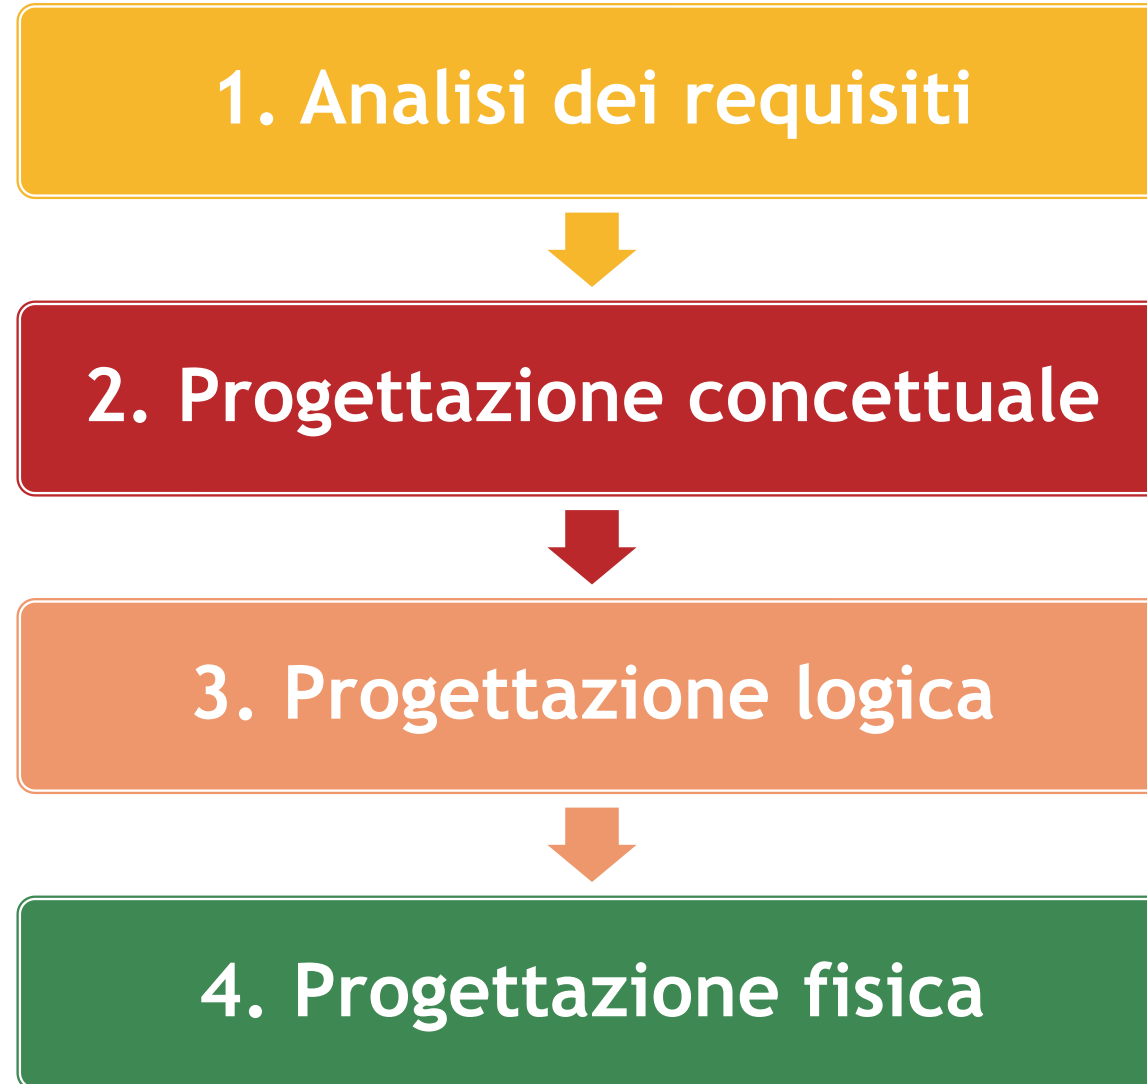 1. Analisi dei requisiti
2. Progettazione concettuale
3. Progettazione logica
4. Progettazione fisica